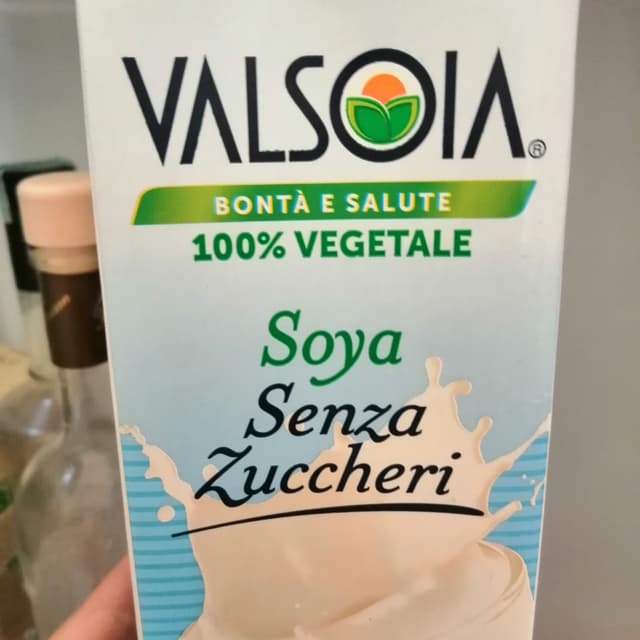 VALSOIA®
BONTÀ E SALUTE
100% VEGETALE
Soya
Senza
Zuccheri